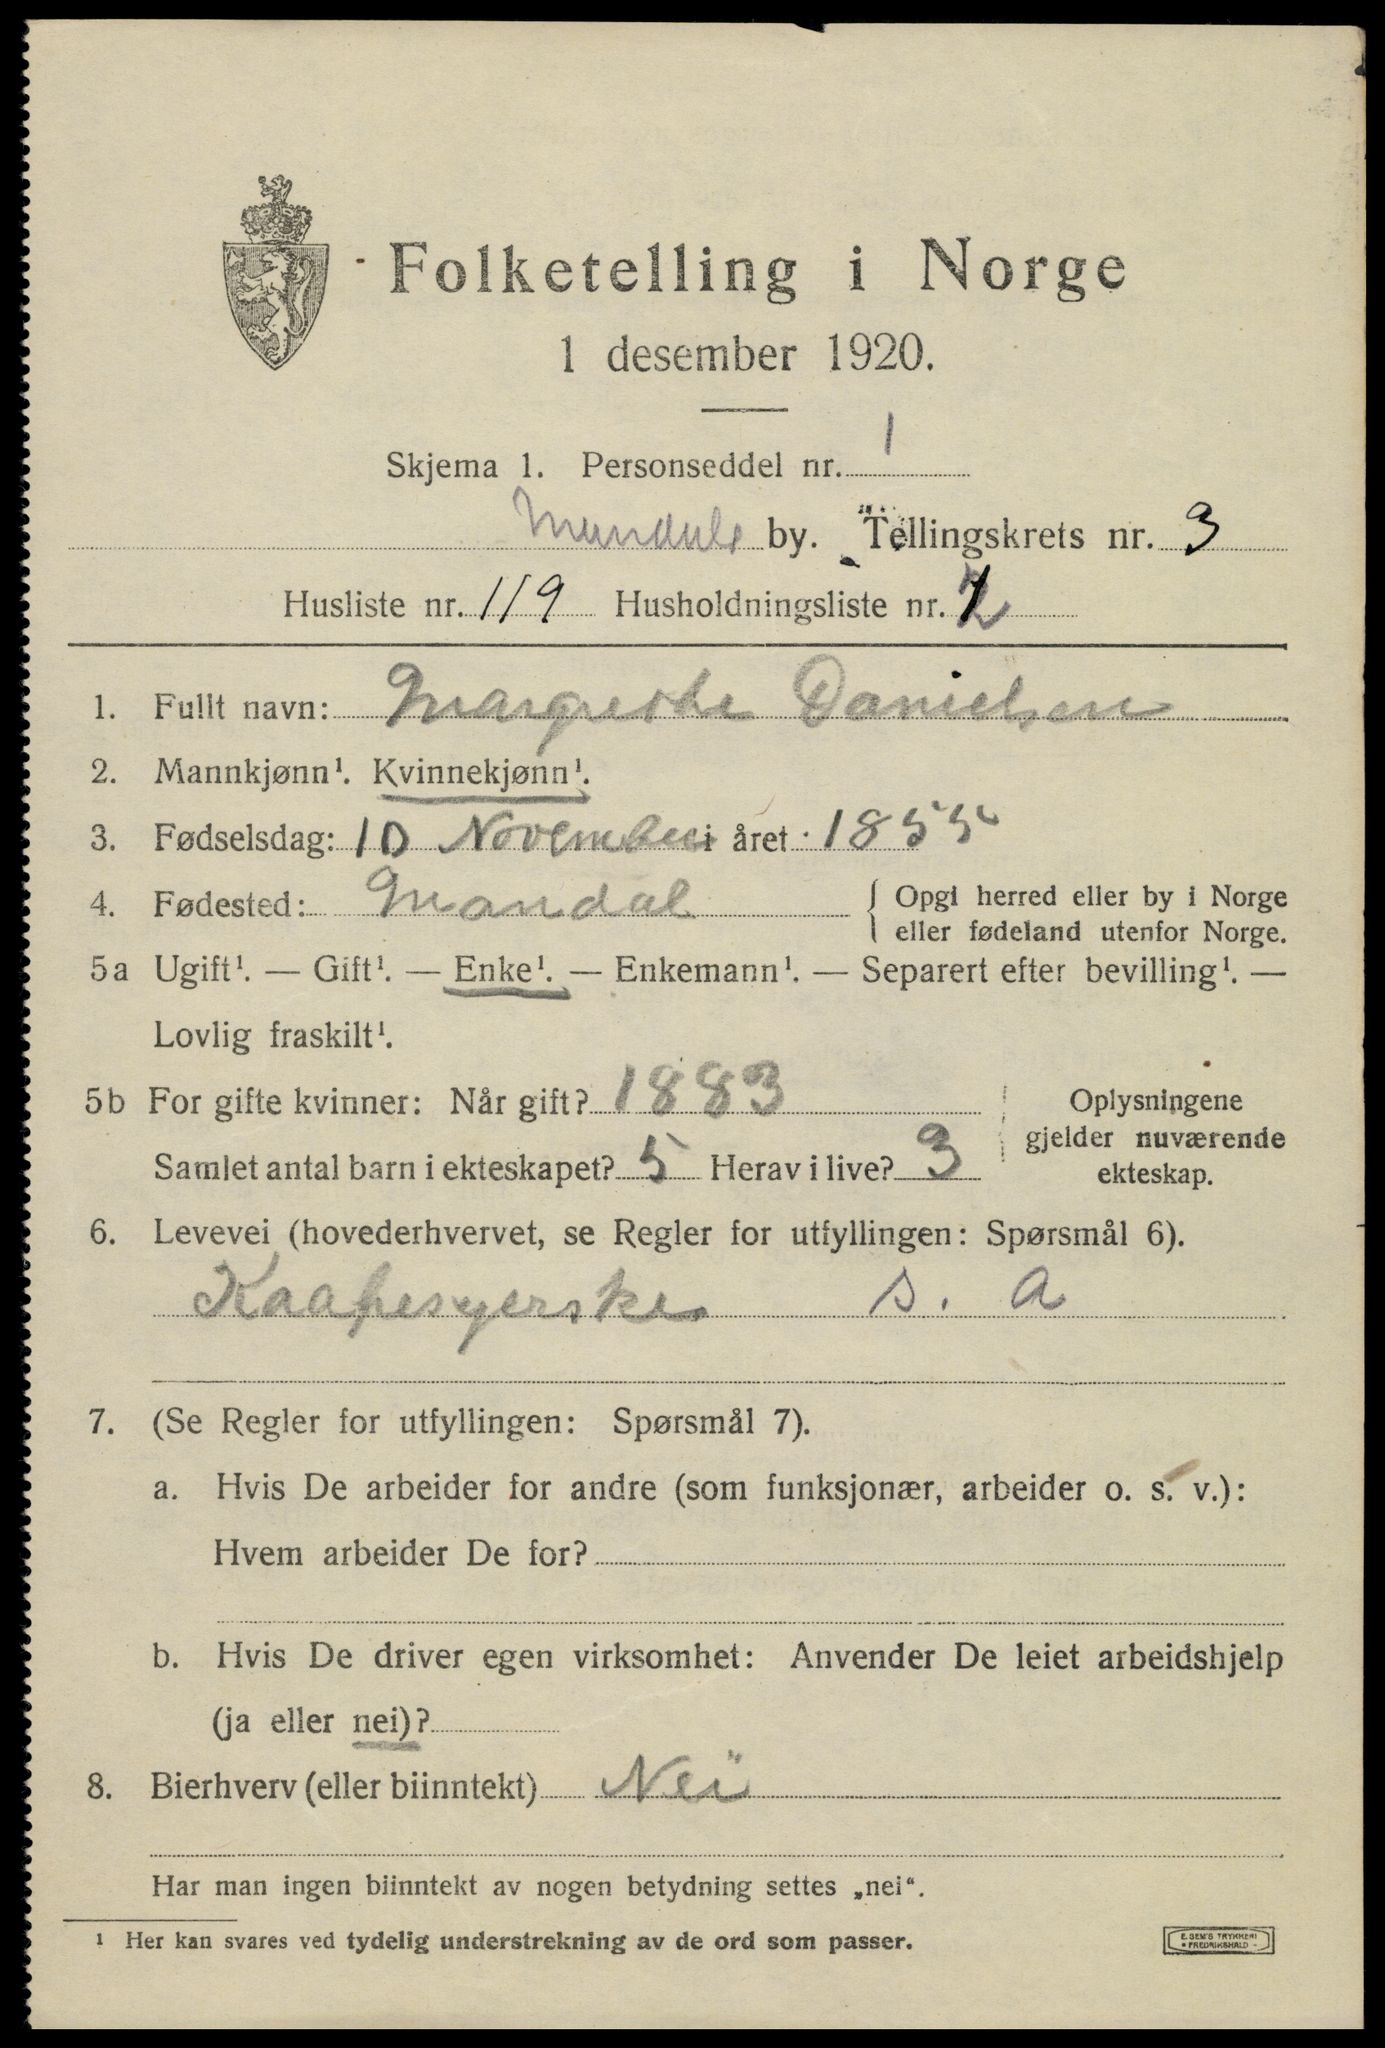 Folketelling i Norge
1 desember 1920.
Skjema 1. Personseddel nr. 1
Mandals by. Tellingskrets nr. 3
Husliste nr. 119 Husholdningsliste nr. 2
1. Fullt navn: Margrethe Danielsen
2. Mannkjønn¹. Kvinnekjønn¹.
3. Fødselsdag: 10 November i året 1855
4. Fødested: Mandal { Opgi herred eller by i Norge
eller fødeland utenfor Norge.
5a Ugift¹. — Gift¹. — Enke¹. — Enkemann¹. — Separert efter bevilling¹. —
Lovlig fraskilt¹.
5b For gifte kvinner: Når gift? 1883
Samlet antal barn i ekteskapet? 5 Herav i live? 3
Oplysningene
gjelder nuværende
ekteskap.
6. Levevei (hovederhvervet, se Regler for utfyllingen: Spørsmål 6).
Kaapesyerske s. a
7. (Se Regler for utfyllingen: Spørsmål 7).
a. Hvis De arbeider for andre (som funksjonær, arbeider o. s. v.):
Hvem arbeider De for?
b. Hvis De driver egen virksomhet: Anvender De leiet arbeidshjelp
(ja eller nei)?
8. Bierhverv (eller biinntekt) Nei
Har man ingen biinntekt av nogen betydning settes „nei“.
¹ Her kan svares ved tydelig understrekning av de ord som passer.
E. SEM'S TRYKKERI
FREDRIKSHALD